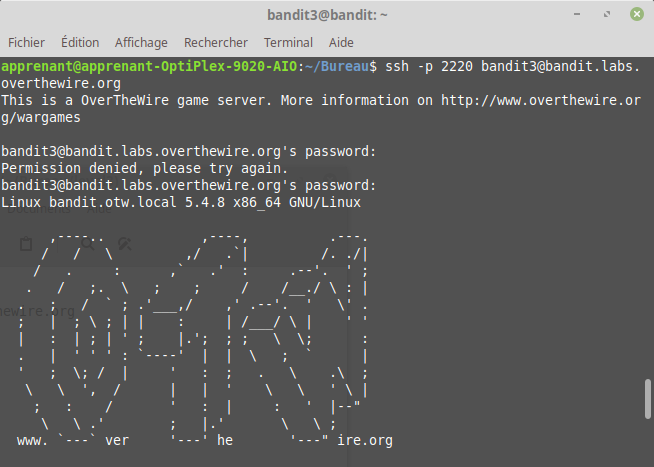 bandit3@bandit: ~
Fichier Édition Affichage Rechercher Terminal Aide
apprenant@apprenant-OptiPlex-9020-AIO:~/Bureau$ ssh -p 2220 bandit3@bandit.labs.
overthewire.org
This is a OverTheWire game server. More information on http://www.overthewire.or
g/wargames
bandit3@bandit.labs.overthewire.org's password:
Permission denied, please try again.
bandit3@bandit.labs.overthewire.org's password:
Linux bandit.otw.local 5.4.8 x86_64 GNU/Linux
www. `---` ver '---' he '---" ire.org